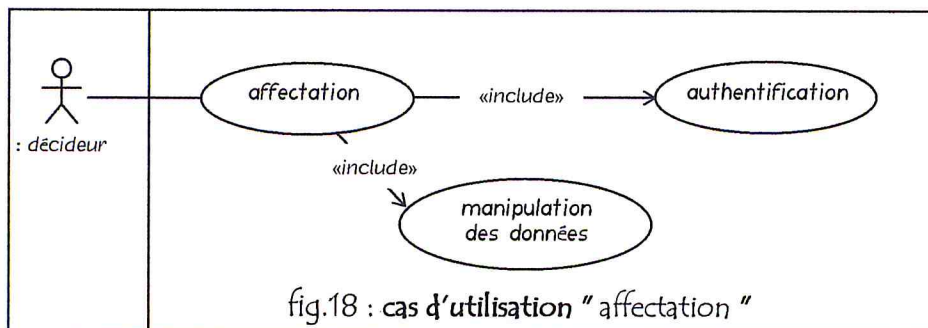 affectation
«include»
authentification
: décideur
«include»
manipulation
des données
fig.18 : cas d'utilisation " affectation "